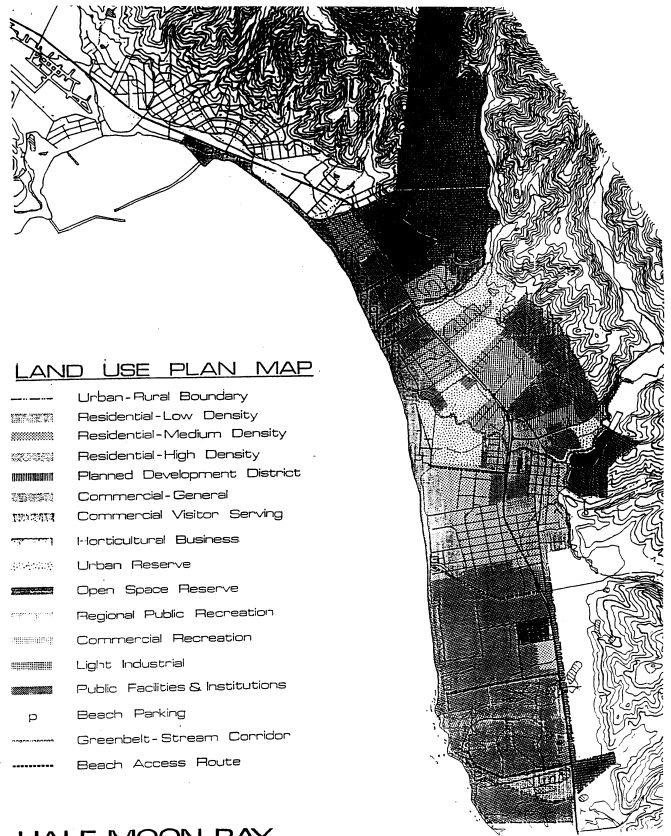 LAND USE PLAN MAP
Urban-Rural Boundary
Residential-Low Density
Residential-Medium Density
Residential-High Density
Planned Development District
Commercial-General
Commercial Visitor Serving
Horticultural Business
Urban Reserve
Open Space Reserve
Regional Public Recreation
Commercial Recreation
Light Industrial
Public Facilities & Institutions
p Beach Parking
Greenbelt-Stream Corridor
Beach Access Route
HALF MOON BAY